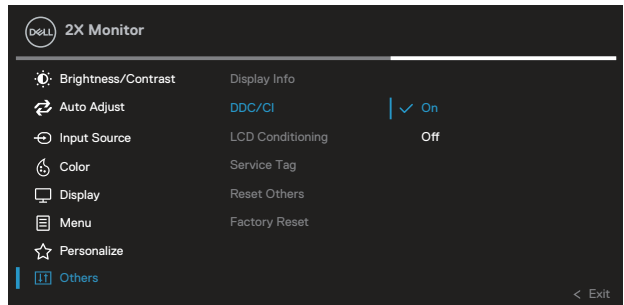 DELL 2X Monitor
Brightness/Contrast
Auto Adjust
Input Source
Color
Display
Menu
Personalize
Others
Display Info
DDC/CI
LCD Conditioning
Service Tag
Reset Others
Factory Reset
On
Off
< Exit